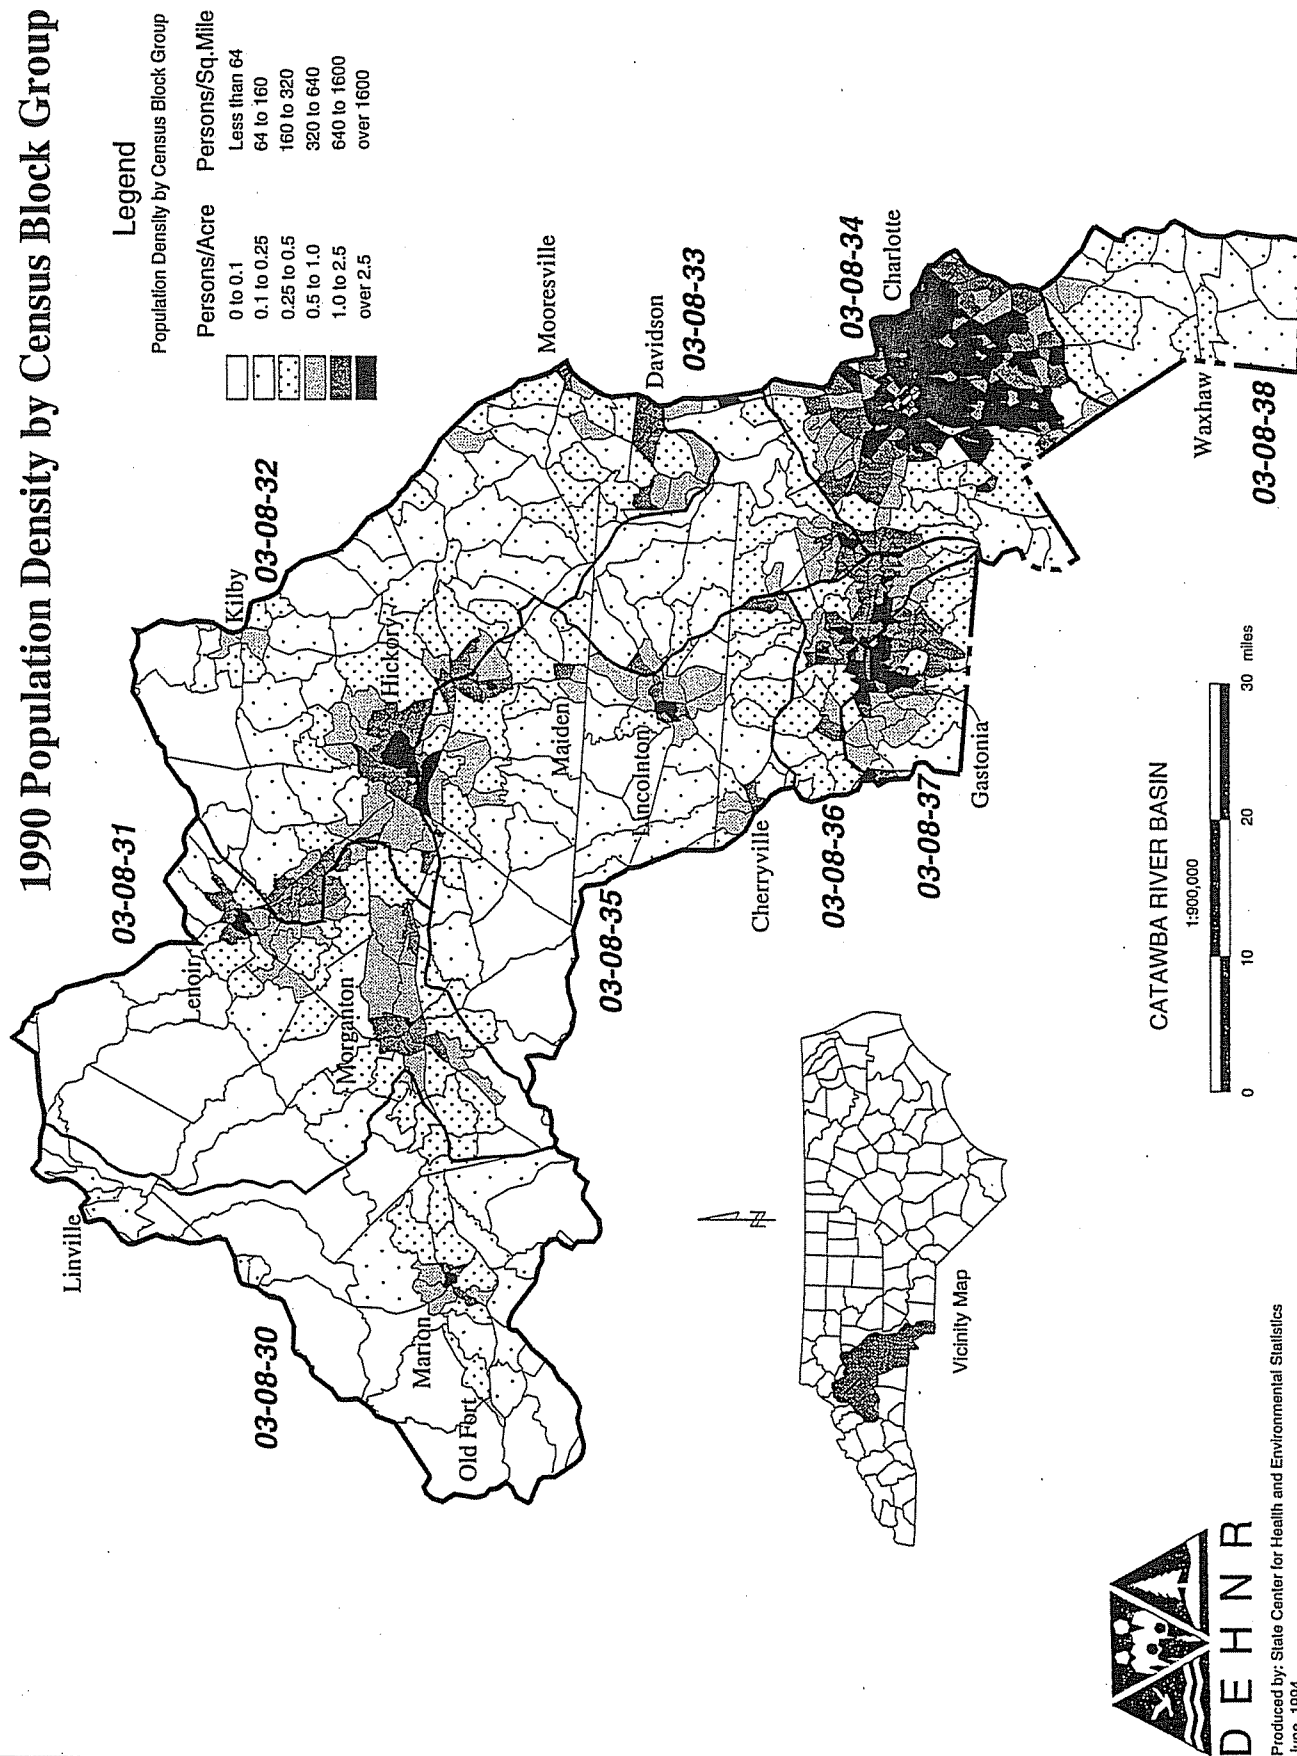 1990 Population Density by Census Block Group
Legend
Population Density by Census Block Group
Persons/Acre Persons/Sq.Mile
0 to 0.1 Less than 64
0.1 to 0.25 64 to 160
0.25 to 0.5 160 to 320
0.5 to 1.0 320 to 640
1.0 to 2.5 640 to 1600
over 2.5 over 1600
03-08-31
03-08-32
Kilby
Linville
Lenoir
03-08-30
Morganton
Hickory
Marion
Old Fort
Mooresville
Maiden
Davidson
03-08-35
Lincolnton
03-08-33
Cherryville
03-08-36
03-08-34
Charlotte
03-08-37
Gastonia
Waxhaw
03-08-38
N
Vicinity Map
CATAWBA RIVER BASIN
1:900,000
0 10 20 30 miles
DEHNR
Produced by: State Center for Health and Environmental Statistics
June, 1994